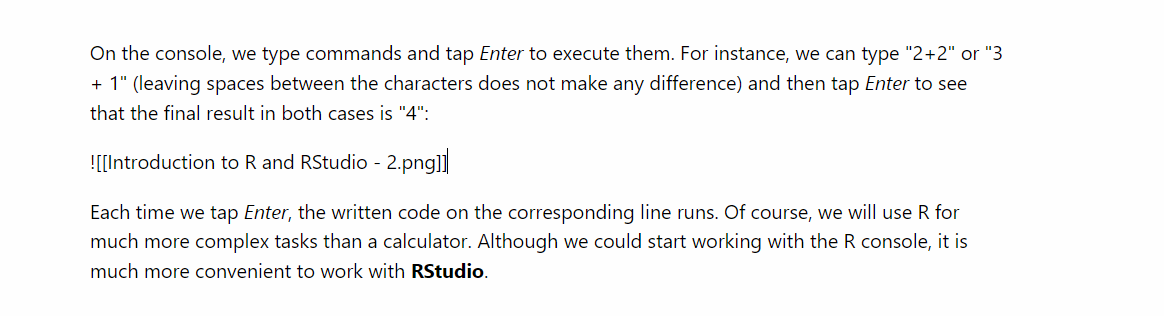 On the console, we type commands and tap Enter to execute them. For instance, we can type "2+2" or "3
+ 1" (leaving spaces between the characters does not make any difference) and then tap Enter to see
that the final result in both cases is "4":
![[Introduction to R and RStudio - 2.png]]
Each time we tap Enter, the written code on the corresponding line runs. Of course, we will use R for
much more complex tasks than a calculator. Although we could start working with the R console, it is
much more convenient to work with RStudio.